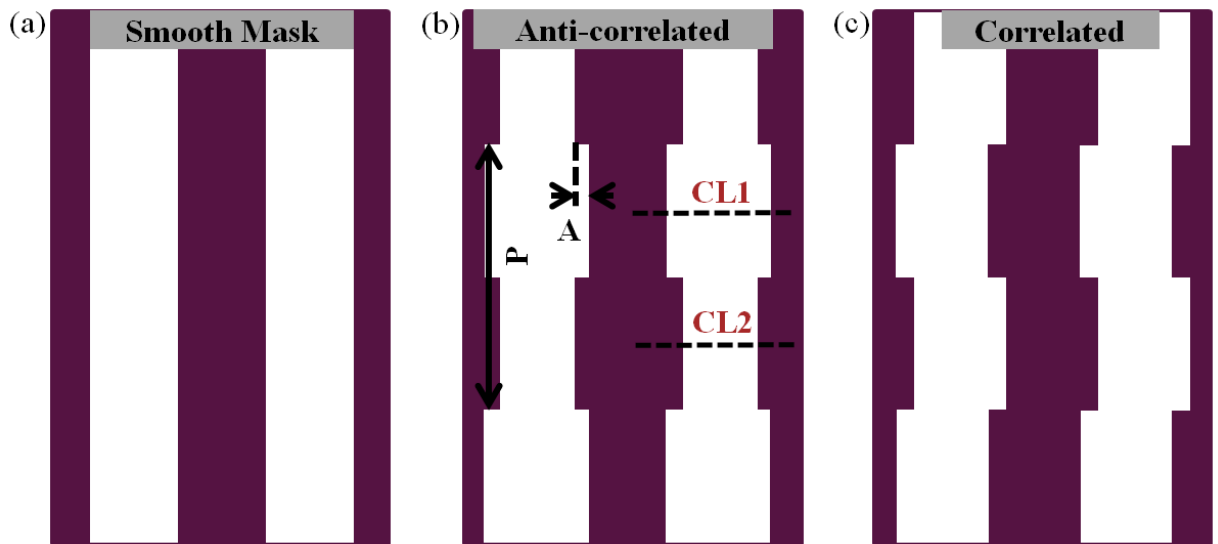 (a)
Smooth Mask
(b)
Anti-correlated
(c)
Correlated
CL1
A
P
CL2